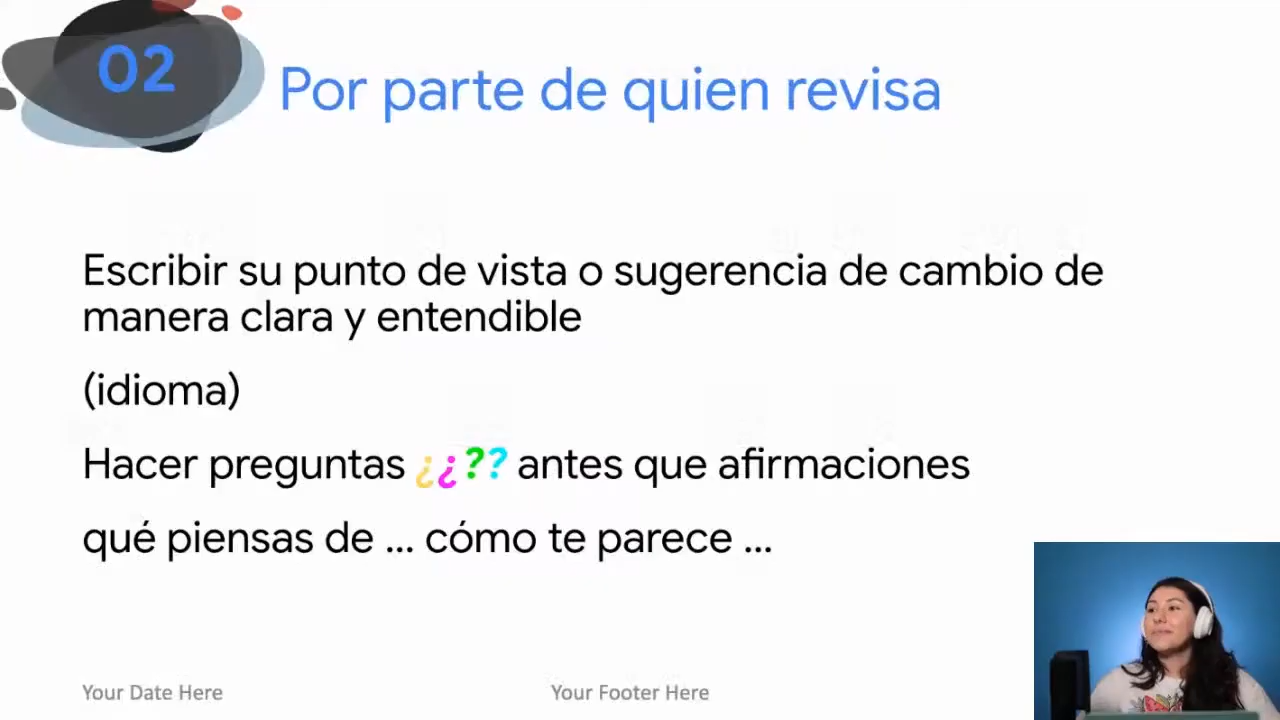 02
Por parte de quien revisa
Escribir su punto de vista o sugerencia de cambio de
manera clara y entendible
(idioma)
Hacer preguntas ¿¿?? antes que afirmaciones
qué piensas de ... cómo te parece ...
Your Date Here
Your Footer Here